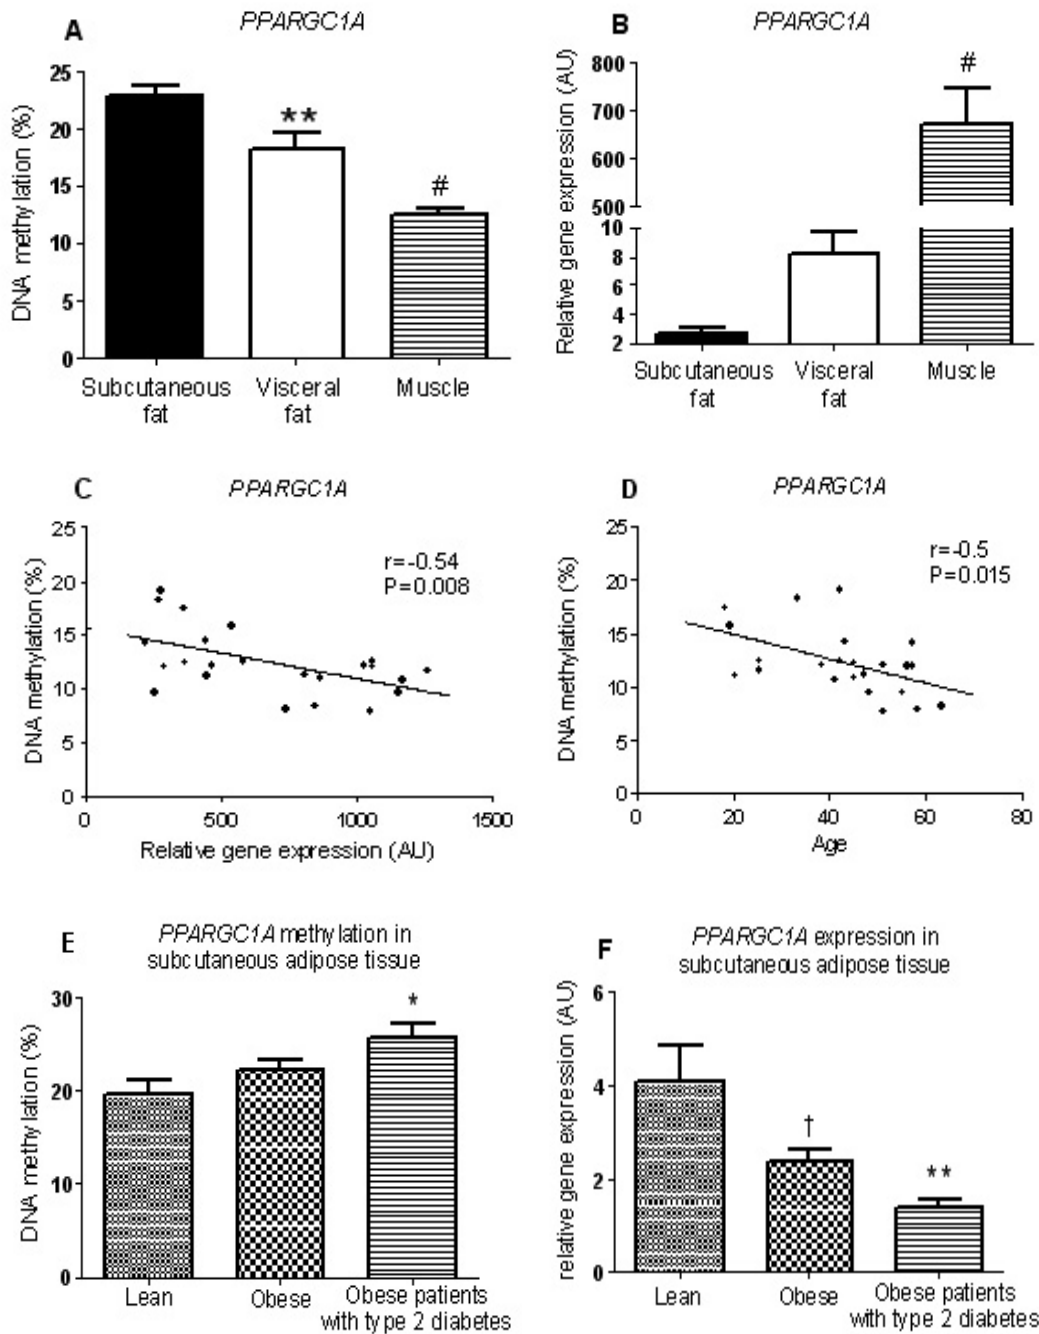 A
PPARGC1A
DNA methylation (%)
25
20
15
10
5
0
**
#
Subcutaneous
fat
Visceral
fat
Muscle
B
PPARGC1A
Relative gene expression (AU)
800
700
600
500
10
8
6
4
2
#
Subcutaneous
fat
Visceral
fat
Muscle
C
PPARGC1A
DNA methylation (%)
25
20
15
10
5
0
r=-0.54
P=0.008
0
500
1000
1500
Relative gene expression (AU)
D
PPARGC1A
DNA methylation (%)
25
20
15
10
5
0
r=-0.5
P=0.015
0
20
40
60
80
Age
E
PPARGC1A methylation in
subcutaneous adipose tissue
DNA methylation (%)
30
20
10
0
*
Lean
Obese
Obese patients
with type 2 diabetes
F
PPARGC1A expression in
subcutaneous adipose tissue
relative gene expression (AU)
6
4
2
0
†
**
Lean
Obese
Obese patients
with type 2 diabetes